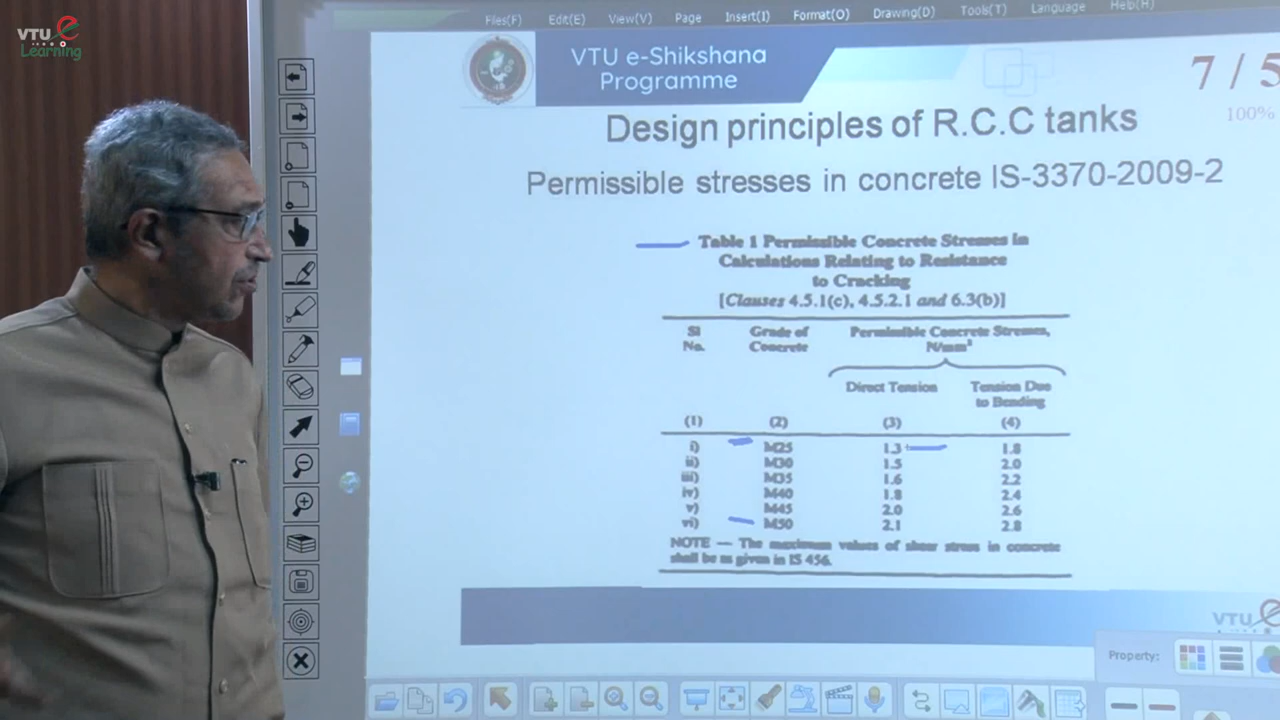 VTU e
Learning
Files(F) Edit(E) View(V) Page Insert(I) Format(O) Drawing(D) Tools(T) Language Help(H)
VTU e-Shikshana
Programme
7 / 5
100%
Design principles of R.C.C tanks
Permissible stresses in concrete IS-3370-2009-2
Table 1 Permissible Concrete Stresses in
Calculations Relating to Resistance
to Cracking
[Clauses 4.5.1(c), 4.5.2.1 and 6.3(b)]
Sl No. Grade of Concrete Permissible Concrete Stresses, N/mm²
Direct Tension Tension Due to Bending
(1) (2) (3) (4)
i) M25 1.3 1.8
ii) M30 1.5 2.0
iii) M35 1.6 2.2
iv) M40 1.8 2.4
v) M45 2.0 2.6
vi) M50 2.1 2.8
NOTE — The maximum values of shear stress in concrete
shall be as given in IS 456.
VTU e
Property: